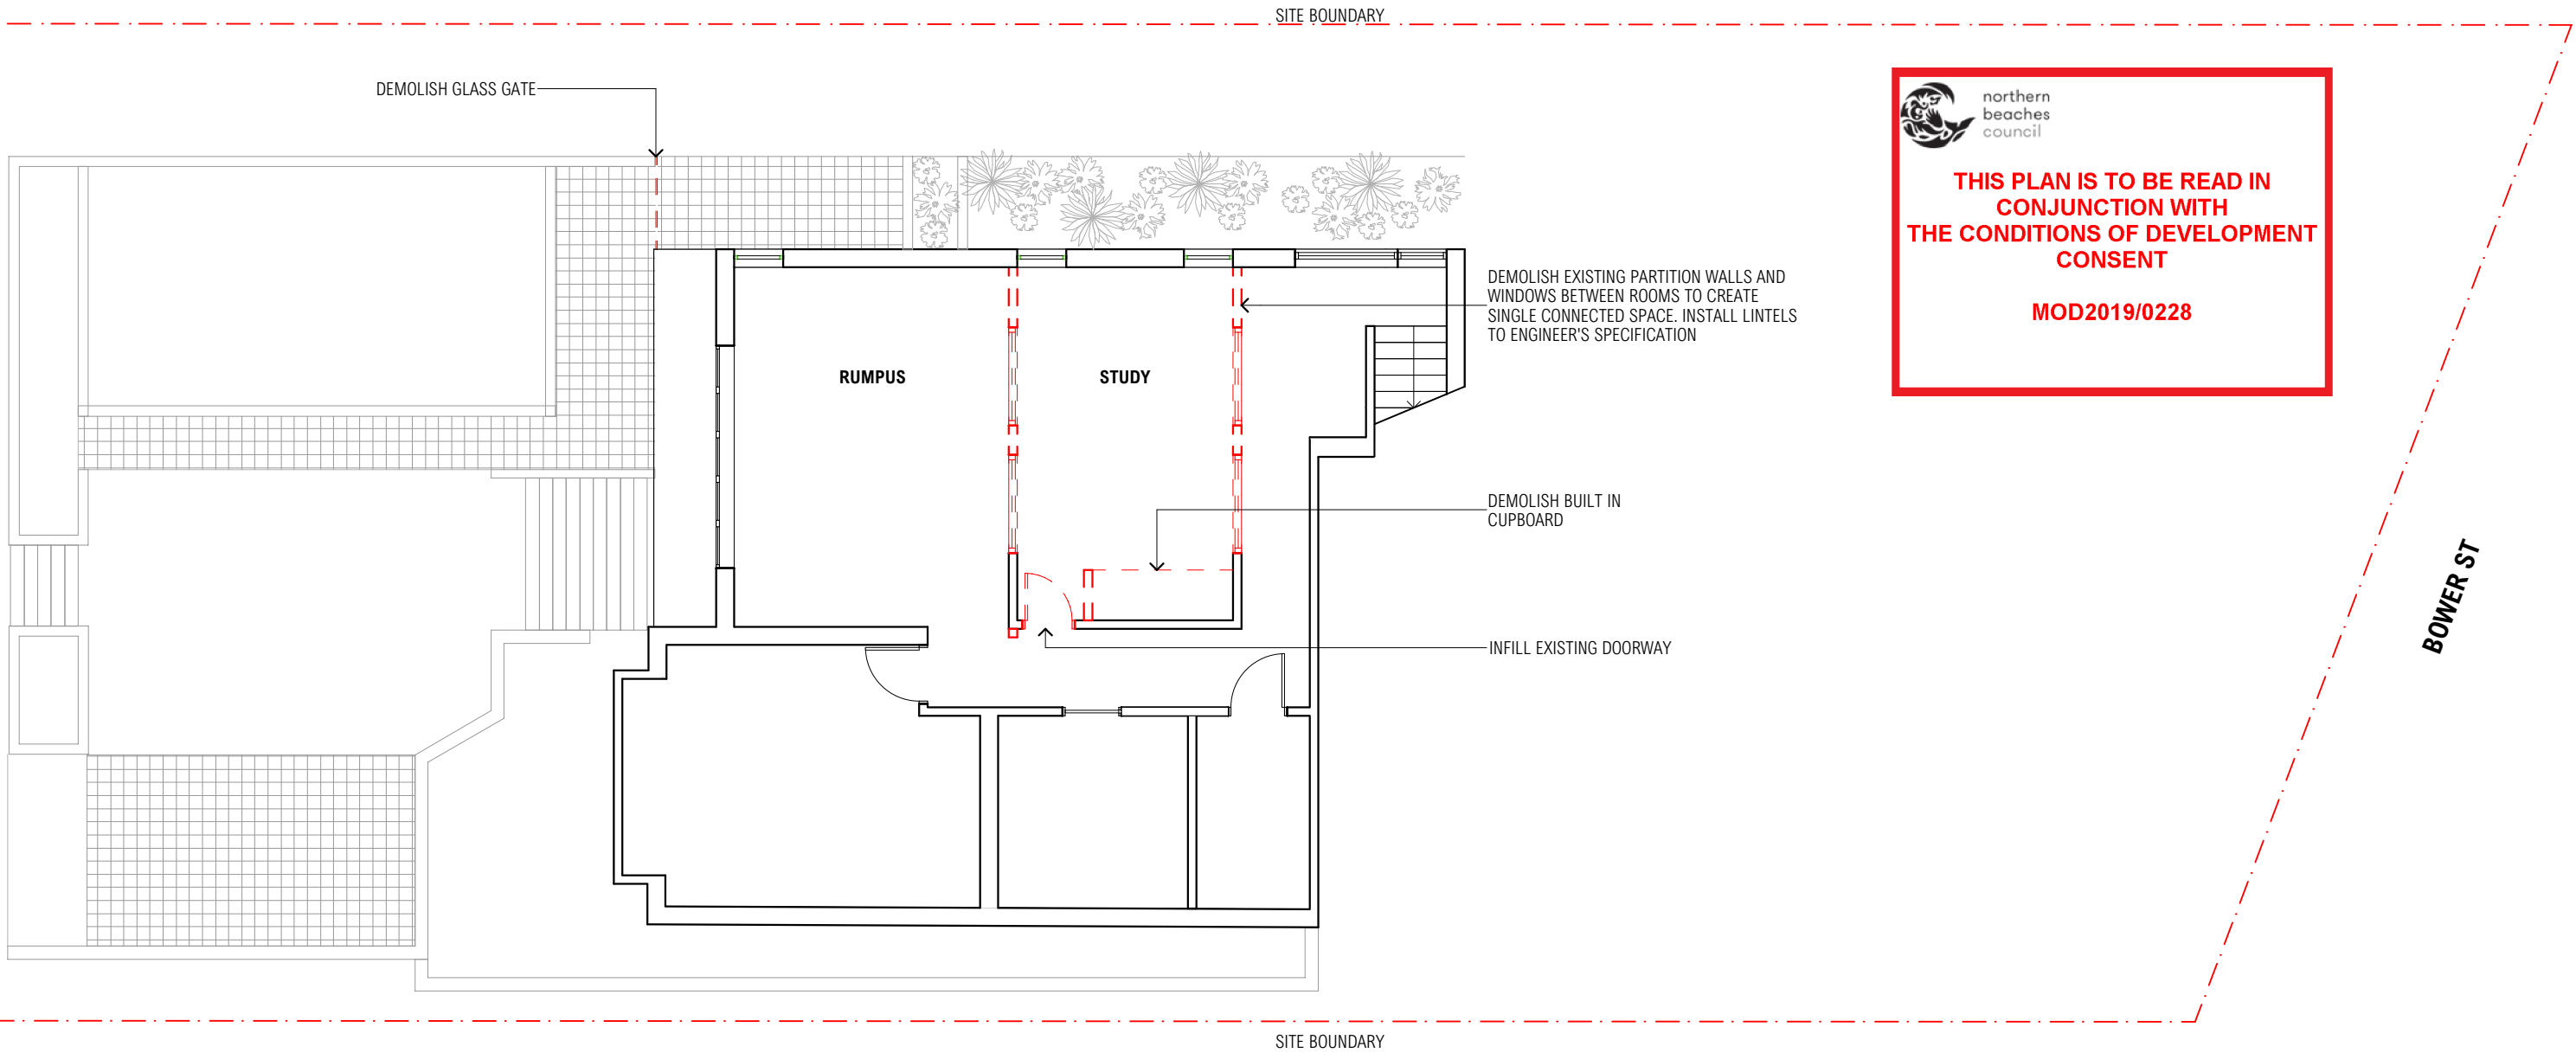 SITE BOUNDARY
DEMOLISH GLASS GATE
northern
beaches
council
THIS PLAN IS TO BE READ IN
CONJUNCTION WITH
THE CONDITIONS OF DEVELOPMENT
CONSENT
MOD2019/0228
DEMOLISH EXISTING PARTITION WALLS AND
WINDOWS BETWEEN ROOMS TO CREATE
SINGLE CONNECTED SPACE. INSTALL LINTELS
TO ENGINEER'S SPECIFICATION
RUMPUS
STUDY
DEMOLISH BUILT IN
CUPBOARD
BOWER ST
INFILL EXISTING DOORWAY
SITE BOUNDARY